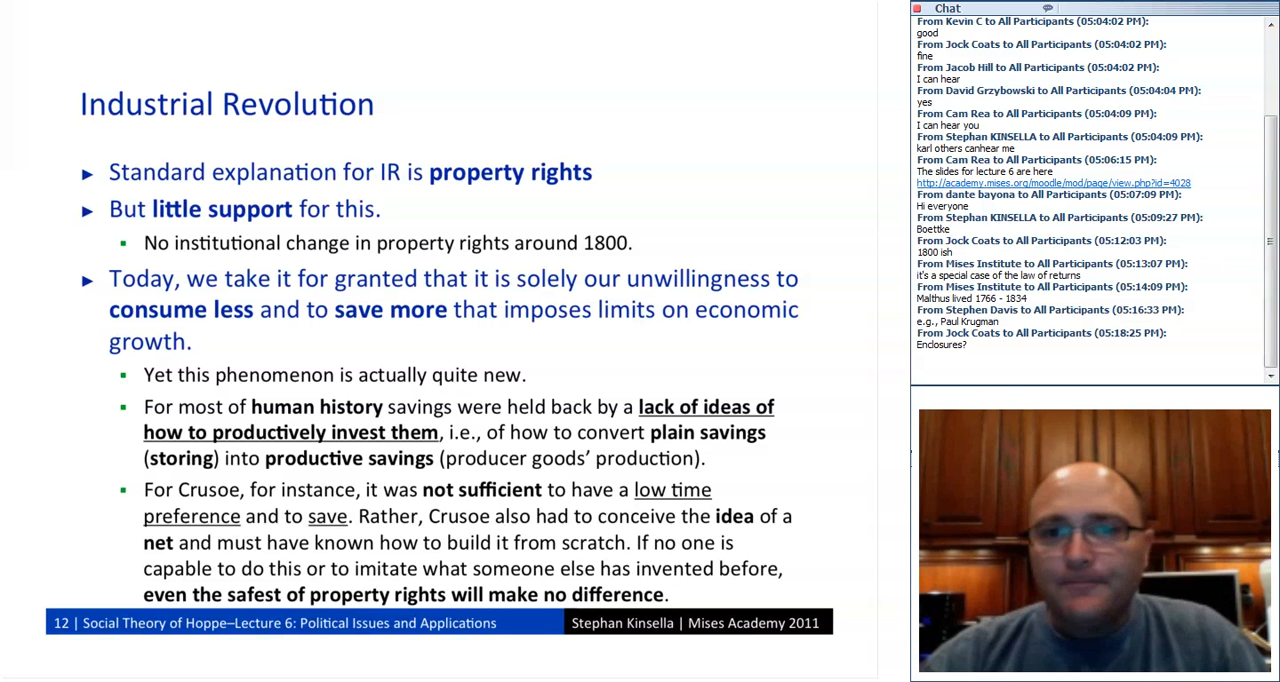 Industrial Revolution
► Standard explanation for IR is property rights
► But little support for this.
▪ No institutional change in property rights around 1800.
► Today, we take it for granted that it is solely our unwillingness to
consume less and to save more that imposes limits on economic
growth.
▪ Yet this phenomenon is actually quite new.
▪ For most of human history savings were held back by a lack of ideas of
how to productively invest them, i.e., of how to convert plain savings
(storing) into productive savings (producer goods’ production).
▪ For Crusoe, for instance, it was not sufficient to have a low time
preference and to save. Rather, Crusoe also had to conceive the idea of a
net and must have known how to build it from scratch. If no one is
capable to do this or to imitate what someone else has invented before,
even the safest of property rights will make no difference.
12 | Social Theory of Hoppe–Lecture 6: Political Issues and Applications
Stephan Kinsella | Mises Academy 2011
Chat
From Kevin C to All Participants (05:04:02 PM):
good
From Jock Coats to All Participants (05:04:02 PM):
fine
From Jacob Hill to All Participants (05:04:02 PM):
I can hear
From David Grzybowski to All Participants (05:04:04 PM):
yes
From Cam Rea to All Participants (05:04:09 PM):
I can hear you
From Stephan KINSELLA to All Participants (05:04:09 PM):
karl others canhear me
From Cam Rea to All Participants (05:06:15 PM):
The slides for lecture 6 are here
http://academy.mises.org/moodle/mod/page/view.php?id=4028
From dante bayona to All Participants (05:07:09 PM):
Hi everyone
From Stephan KINSELLA to All Participants (05:09:27 PM):
Boettke
From Jock Coats to All Participants (05:12:03 PM):
1800 ish
From Mises Institute to All Participants (05:13:07 PM):
it's a special case of the law of returns
From Mises Institute to All Participants (05:14:09 PM):
Malthus lived 1766 - 1834
From Stephen Davis to All Participants (05:16:33 PM):
e.g., Paul Krugman
From Jock Coats to All Participants (05:18:25 PM):
Enclosures?